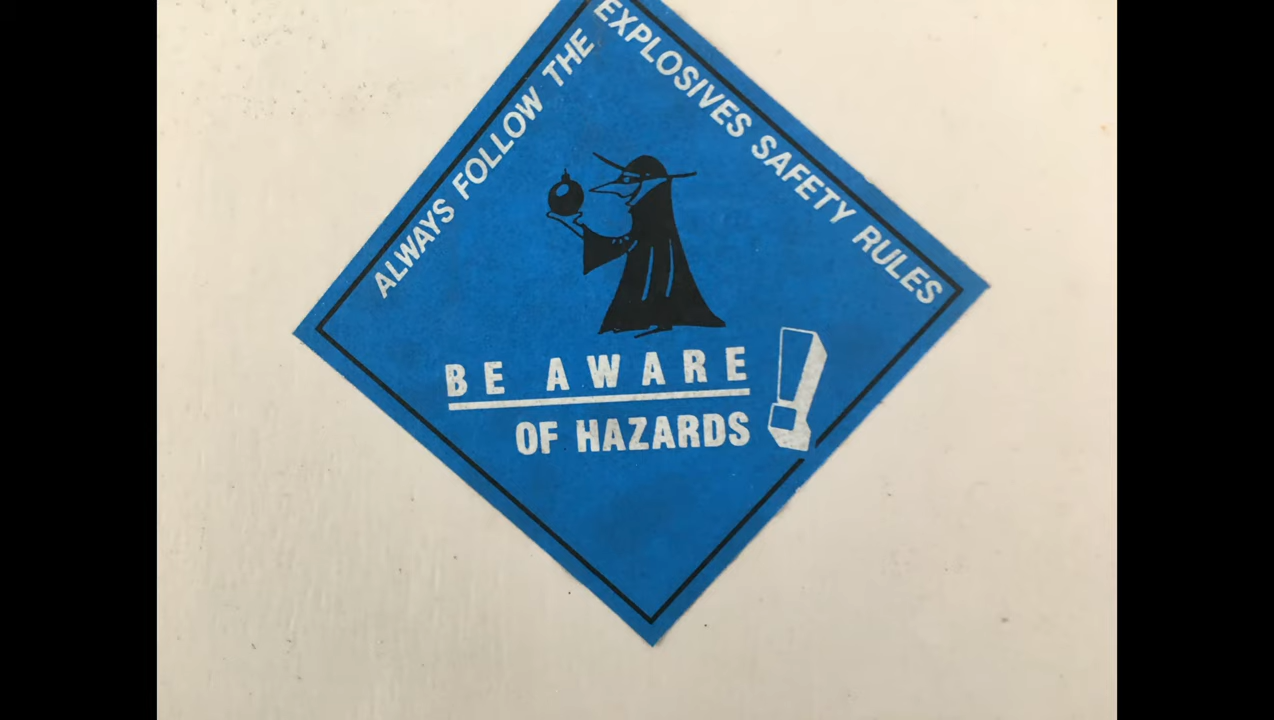 ALWAYS FOLLOW THE
EXPLOSIVES SAFETY RULES
BE AWARE
OF HAZARDS!